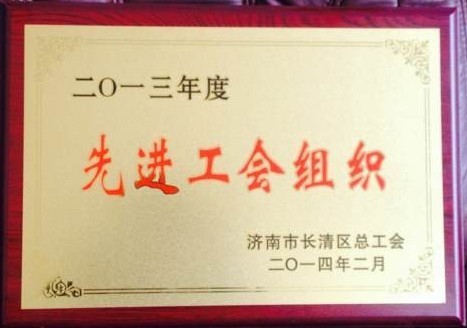 二〇一三年度
先进工会组织
济南市长清区总工会
二〇一四年二月